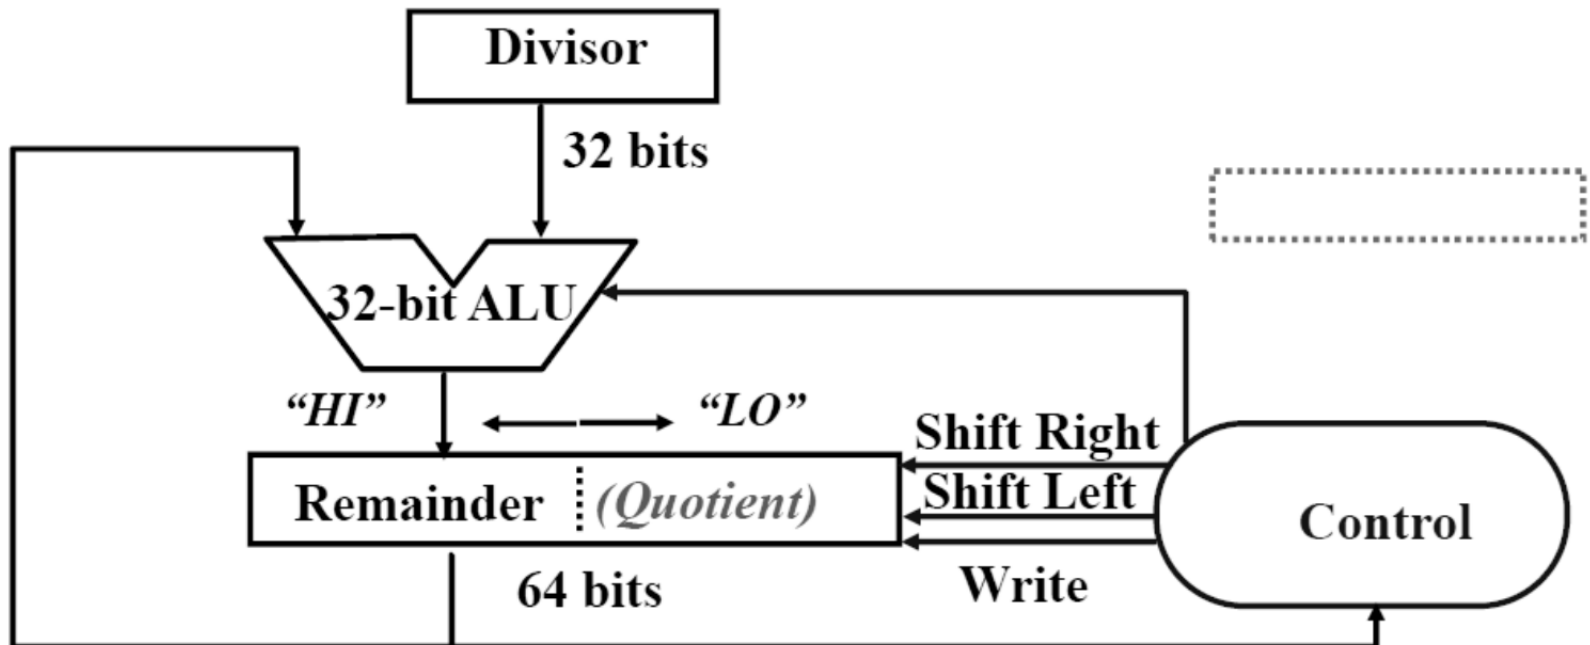 Divisor
32 bits
32-bit ALU
“HI”
“LO”
Shift Right
Remainder
(Quotient)
Shift Left
Control
64 bits
Write